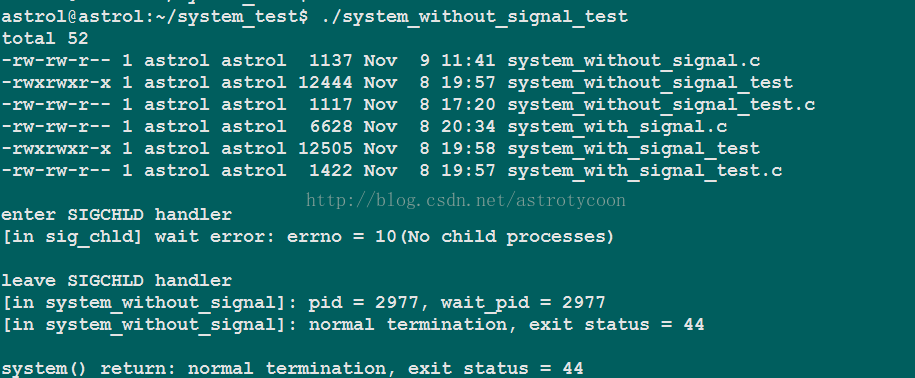 astrol@astrol:~/system_test$ ./system_without_signal_test
total 52
-rw-rw-r-- 1 astrol astrol  1137 Nov  9 11:41 system_without_signal.c
-rwxrwxr-x 1 astrol astrol 12444 Nov  8 19:57 system_without_signal_test
-rw-rw-r-- 1 astrol astrol  1117 Nov  8 17:20 system_without_signal_test.c
-rw-rw-r-- 1 astrol astrol  6628 Nov  8 20:34 system_with_signal.c
-rwxrwxr-x 1 astrol astrol 12505 Nov  8 19:58 system_with_signal_test
-rw-rw-r-- 1 astrol astrol  1422 Nov  8 19:57 system_with_signal_test.c
http://blog.csdn.net/astrotycoon
enter SIGCHLD handler
[in sig_chld] wait error: errno = 10(No child processes)
leave SIGCHLD handler
[in system_without_signal]: pid = 2977, wait_pid = 2977
[in system_without_signal]: normal termination, exit status = 44
system() return: normal termination, exit status = 44